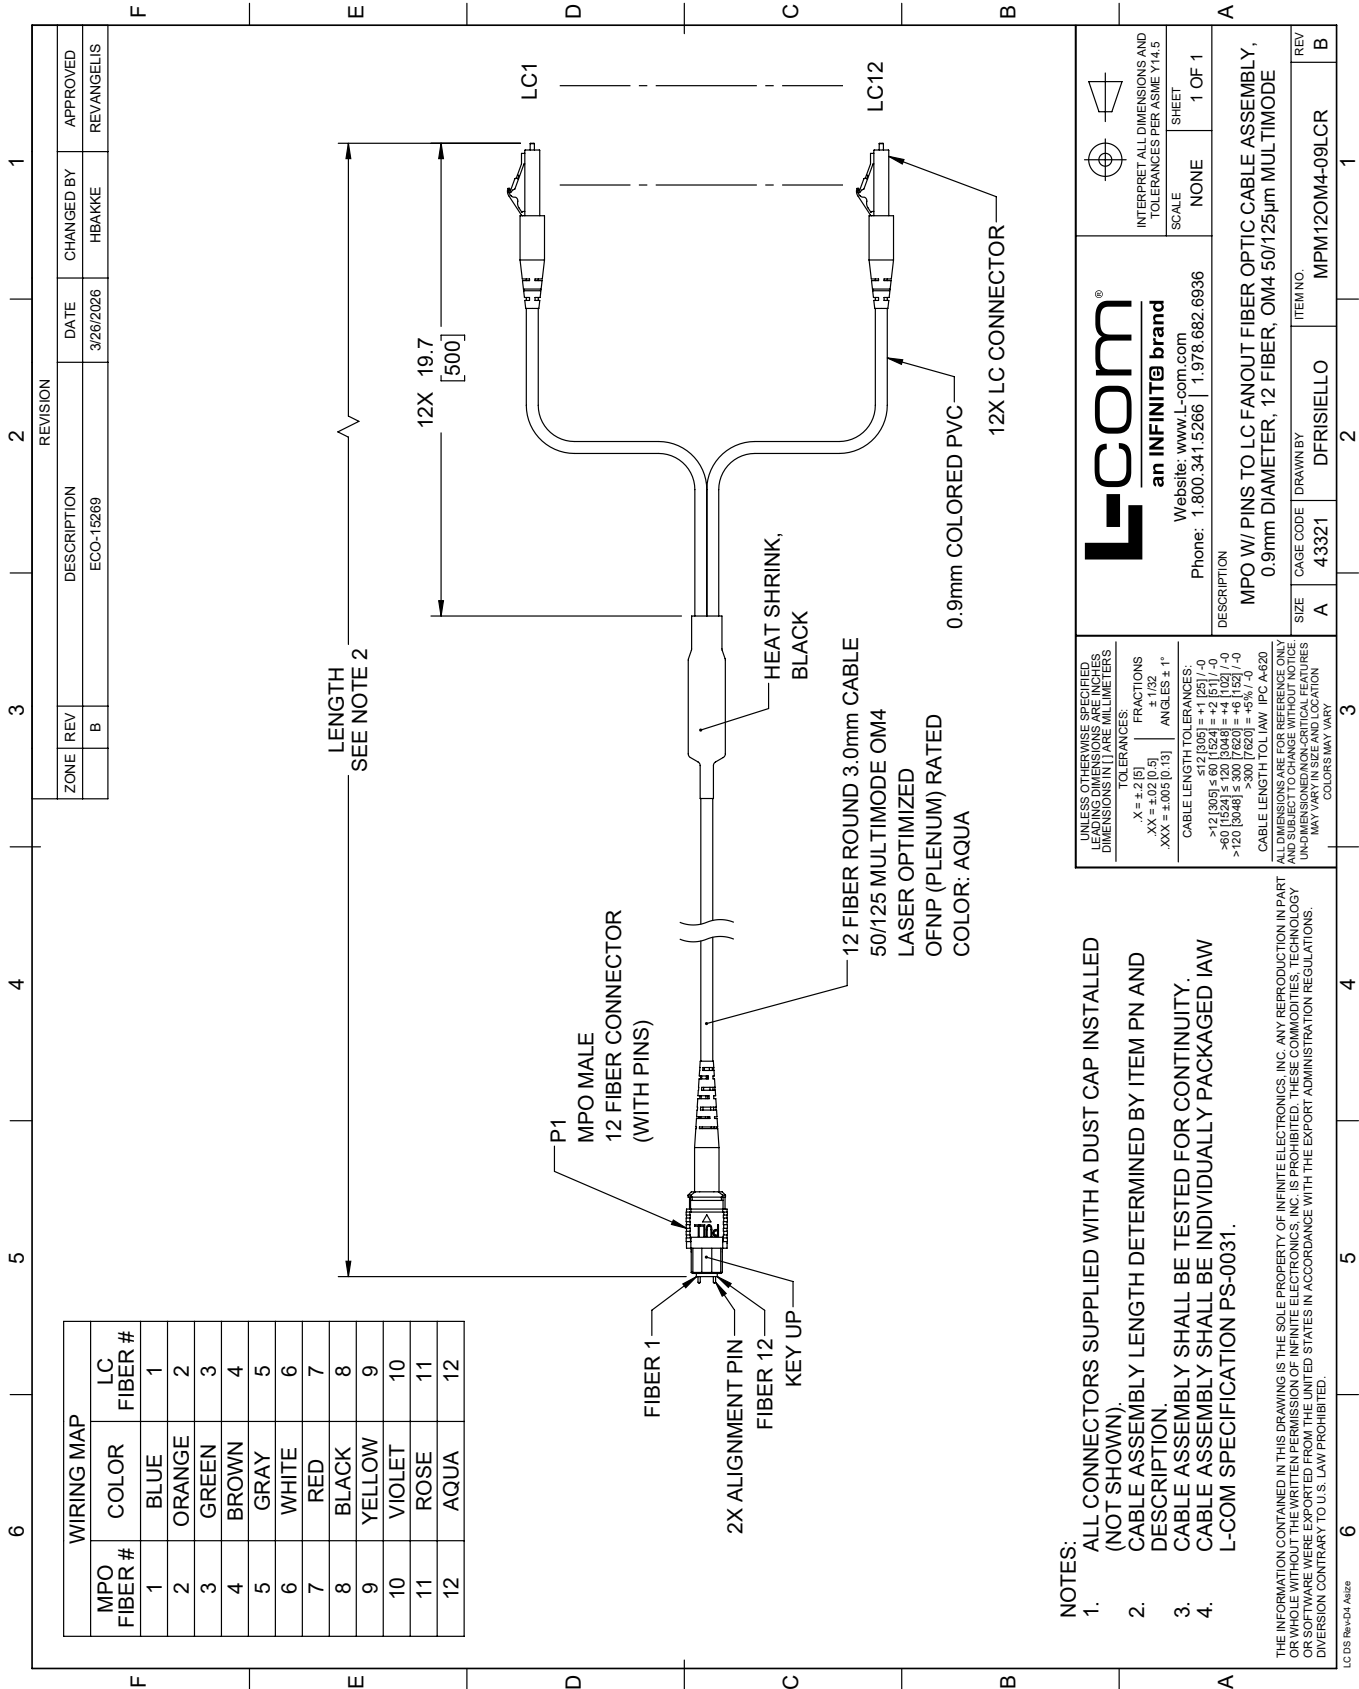 6
5
4
3
2
1
F
E
D
C
B
A
WIRING MAP
MPO FIBER # COLOR LC FIBER #
1 BLUE 1
2 ORANGE 2
3 GREEN 3
4 BROWN 4
5 GRAY 5
6 WHITE 6
7 RED 7
8 BLACK 8
9 YELLOW 9
10 VIOLET 10
11 ROSE 11
12 AQUA 12
REVISION
ZONE REV DESCRIPTION DATE CHANGED BY APPROVED
B ECO-15269 3/26/2026 HBAKKE REVANGELIS
LENGTH
SEE NOTE 2
12X 19.7
[500]
LC1
LC12
P1
MPO MALE
12 FIBER CONNECTOR
(WITH PINS)
PULL
FIBER 1
2X ALIGNMENT PIN
FIBER 12
KEY UP
HEAT SHRINK,
BLACK
12 FIBER ROUND 3.0mm CABLE
50/125 MULTIMODE OM4
LASER OPTIMIZED
OFNP (PLENUM) RATED
COLOR: AQUA
0.9mm COLORED PVC
12X LC CONNECTOR
NOTES:
1. ALL CONNECTORS SUPPLIED WITH A DUST CAP INSTALLED
(NOT SHOWN).
2. CABLE ASSEMBLY LENGTH DETERMINED BY ITEM PN AND
DESCRIPTION.
3. CABLE ASSEMBLY SHALL BE TESTED FOR CONTINUITY.
4. CABLE ASSEMBLY SHALL BE INDIVIDUALLY PACKAGED IAW
L-COM SPECIFICATION PS-0031.
THE INFORMATION CONTAINED IN THIS DRAWING IS THE SOLE PROPERTY OF INFINITE ELECTRONICS, INC. ANY REPRODUCTION IN PART
OR WHOLE WITHOUT THE WRITTEN PERMISSION OF INFINITE ELECTRONICS, INC. IS PROHIBITED. THESE COMMODITIES, TECHNOLOGY
OR SOFTWARE WERE EXPORTED FROM THE UNITED STATES IN ACCORDANCE WITH THE EXPORT ADMINISTRATION REGULATIONS.
DIVERSION CONTRARY TO U.S. LAW PROHIBITED.
LC DS Rev-D4 Asize
UNLESS OTHERWISE SPECIFIED
LEADING DIMENSIONS ARE INCHES
DIMENSIONS IN [ ] ARE MILLIMETERS
TOLERANCES:
.X = ±.2 [5] FRACTIONS
.XX = ±.02 [0.5] ± 1/32
.XXX = ±.005 [0.13] ANGLES ± 1°
CABLE LENGTH TOLERANCES:
≤12 [305] = +1 [25] / -0
>12 [305] ≤ 60 [1524] = +2 [51] / -0
>60 [1524] ≤ 120 [3048] = +4 [102] / -0
>120 [3048] ≤ 300 [7620] = +6 [152] / -0
>300 [7620] = +5% / -0
CABLE LENGTH TOL IAW IPC A-620
ALL DIMENSIONS ARE FOR REFERENCE ONLY
AND SUBJECT TO CHANGE WITHOUT NOTICE.
UN-DIMENSIONED/NON-CRITICAL FEATURES
MAY VARY IN SIZE AND LOCATION
COLORS MAY VARY
L-com®
an INFINITE brand
Website: www.L-com.com
Phone: 1.800.341.5266 | 1.978.682.6936
INTERPRET ALL DIMENSIONS AND
TOLERANCES PER ASME Y14.5
SCALE NONE
SHEET 1 OF 1
DESCRIPTION
MPO W/ PINS TO LC FANOUT FIBER OPTIC CABLE ASSEMBLY,
0.9mm DIAMETER, 12 FIBER, OM4 50/125µm MULTIMODE
SIZE A
CAGE CODE 43321
DRAWN BY DFRISIELLO
ITEM NO. MPM12OM4-09LCR
REV B
F
E
D
C
B
A
6
5
4
3
2
1